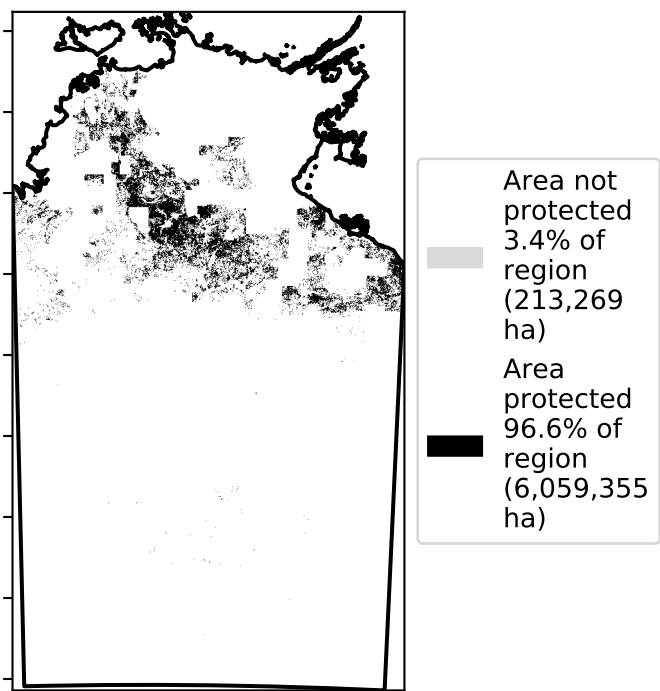 Area not
protected
3.4% of
region
(213,269
ha)
Area
protected
96.6% of
region
(6,059,355
ha)